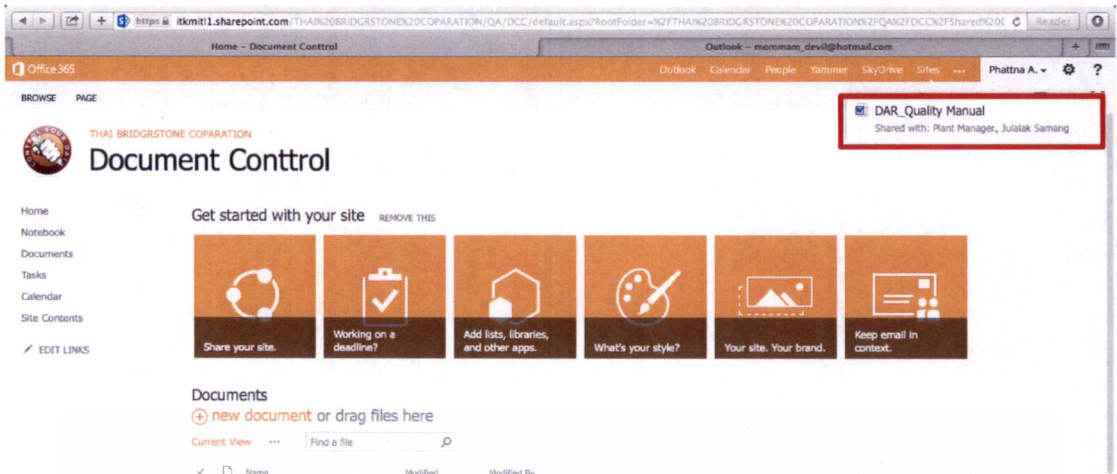 https itkmitl1.sharepoint.com/THAI%20BRIDGRSTONE%20COPARATION/QA/DCC/default.aspx?RootFolder=%2FTHAI%20BRIDGRSTONE%20COPARATION%2FQA%2FDCC%2FShared%20D
Reader
Home – Document Conttrol
Outlook – mommam_devil@hotmail.com
Office 365
Outlook Calendar People Yammer SkyDrive Sites ... Phattna A. ?
BROWSE PAGE
DAR_Quality Manual
Shared with: Plant Manager., Julalak Samang
CONTROL YOUR DATA
THAI BRIDGRSTONE COPARATION
Document Conttrol
Home
Notebook
Documents
Tasks
Calendar
Site Contents
EDIT LINKS
Get started with your site REMOVE THIS
Share your site.
Working on a
deadline?
Add lists, libraries,
and other apps.
What's your style?
Your site. Your brand.
Keep email in
context.
Documents
new document or drag files here
Current View ... Find a file
Name Modified Modified By